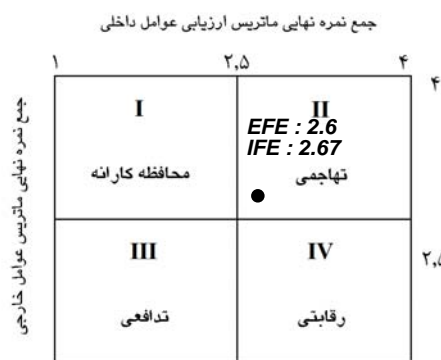 جمع نمره نهایی ماتریس ارزیابی عوامل داخلی
۱ ۲,۵ ۴
۴
I II
EFE : 2.6
IFE : 2.67
محافظه کارانه تهاجمی
جمع نمره نهایی ماتریس عوامل خارجی
III IV
۲,۵
تدافعی رقابتی